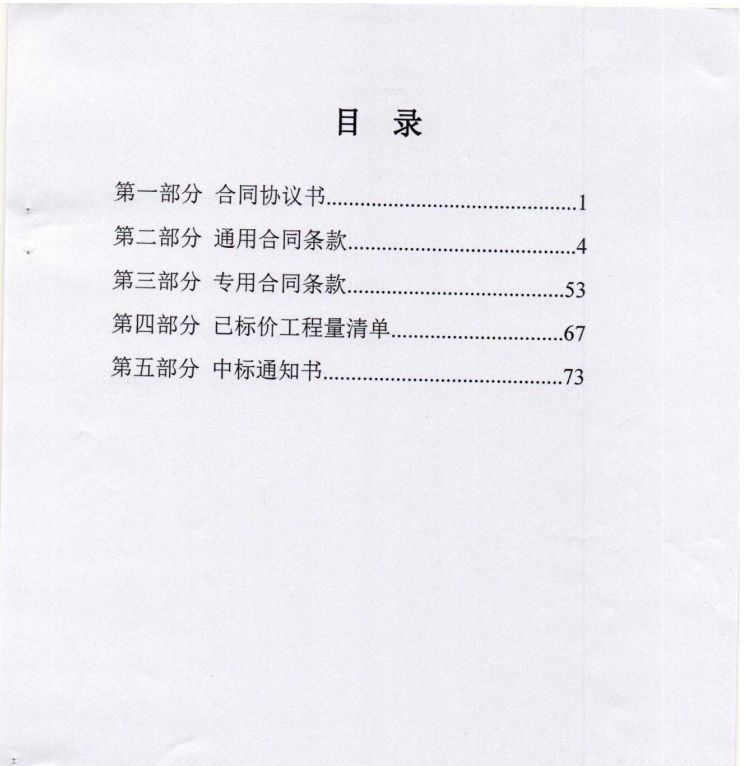 目 录
第一部分 合同协议书.............................................1
第二部分 通用合同条款.........................................4
第三部分 专用合同条款.......................................53
第四部分 已标价工程量清单...............................67
第五部分 中标通知书...........................................73